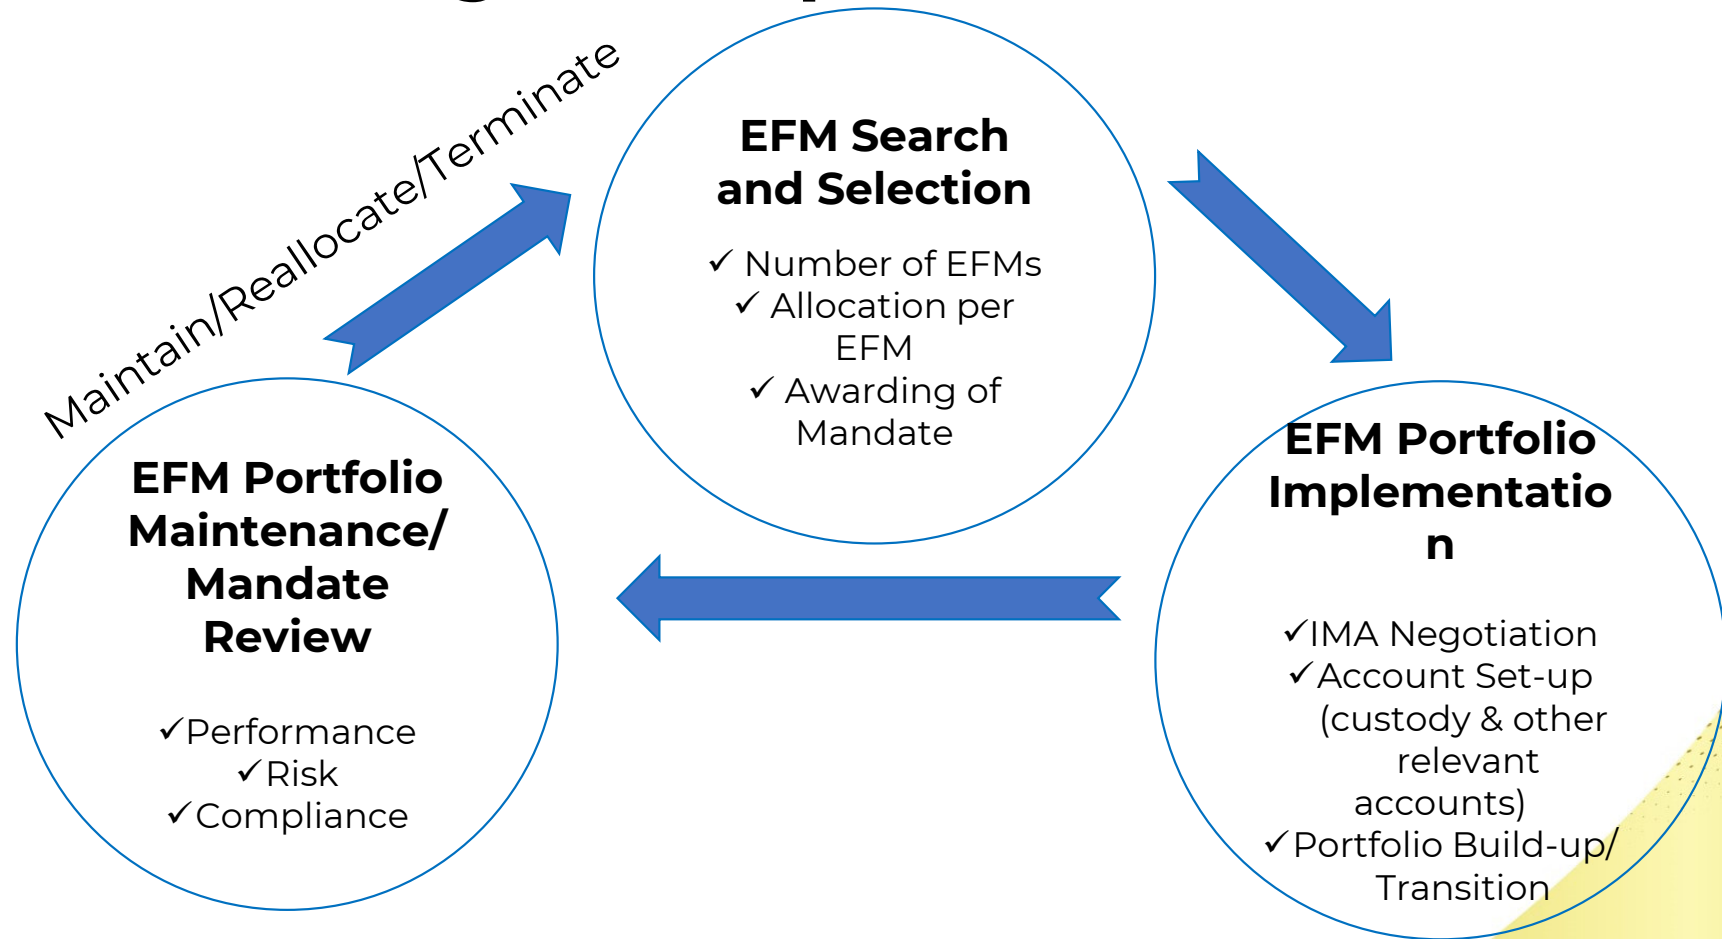 Maintain/Reallocate/Terminate
EFM Search
and Selection
✓ Number of EFMs
✓ Allocation per
EFM
✓ Awarding of
Mandate
EFM Portfolio
Implementatio
n
✓IMA Negotiation
✓Account Set-up
(custody & other
relevant
accounts)
✓Portfolio Build-up/
Transition
EFM Portfolio
Maintenance/
Mandate
Review
✓Performance
✓Risk
✓Compliance